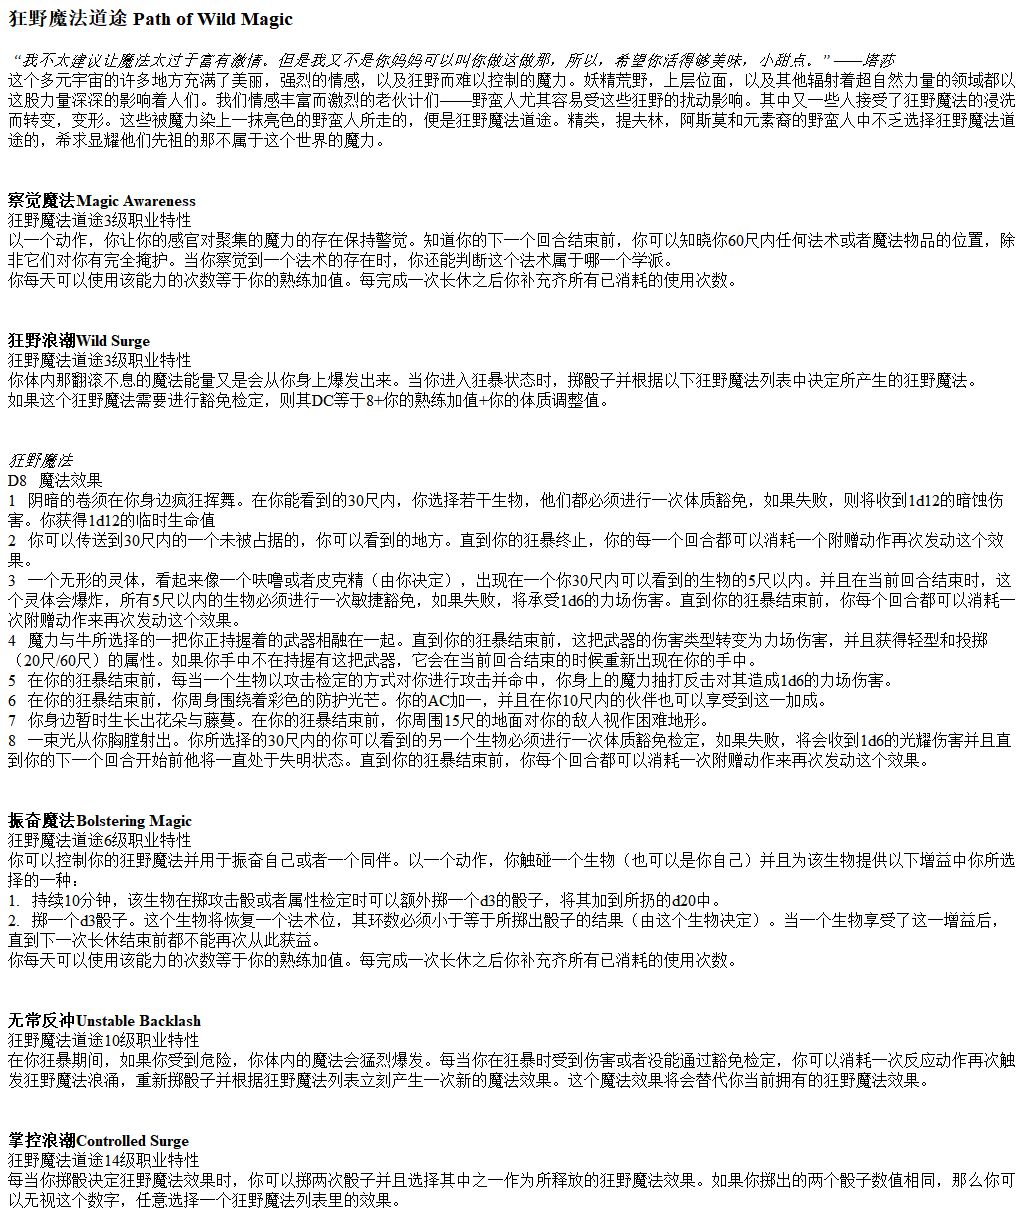 狂野魔法道途 Path of Wild Magic
“我不太建议让魔法太过于富有激情。但是我又不是你妈妈可以叫你做这做那，所以，希望你活得够美味，小甜点。” ——塔莎
这个多元宇宙的许多地方充满了美丽，强烈的情感，以及狂野而难以控制的魔力。妖精荒野，上层位面，以及其他辐射着超自然力量的领域都以
这股力量深深的影响着人们。我们情感丰富而激烈的老伙计们——野蛮人尤其容易受这些狂野的扰动影响。其中又一些人接受了狂野魔法的浸洗
而转变，变形。这些被魔力染上一抹亮色的野蛮人所走的，便是狂野魔法道途。精类，提夫林，阿斯莫和元素裔的野蛮人中不乏选择狂野魔法道
途的，希求显耀他们先祖的那不属于这个世界的魔力。
察觉魔法Magic Awareness
狂野魔法道途3级职业特性
以一个动作，你让你的感官对聚集的魔力的存在保持警觉。知道你的下一个回合结束前，你可以知晓你60尺内任何法术或者魔法物品的位置，除
非它们对你有完全掩护。当你察觉到一个法术的存在时，你还能判断这个法术属于哪一个学派。
你每天可以使用该能力的次数等于你的熟练加值。每完成一次长休之后你补充齐所有已消耗的使用次数。
狂野浪潮Wild Surge
狂野魔法道途3级职业特性
你体内那翻滚不息的魔法能量又是会从你身上爆发出来。当你进入狂暴状态时，掷骰子并根据以下狂野魔法列表中决定所产生的狂野魔法。
如果这个狂野魔法需要进行豁免检定，则其DC等于8+你的熟练加值+你的体质调整值。
狂野魔法
D8 魔法效果
1 阴暗的卷须在你身边疯狂挥舞。在你能看到的30尺内，你选择若干生物，他们都必须进行一次体质豁免，如果失败，则将收到1d12的暗蚀伤
害。你获得1d12的临时生命值
2 你可以传送到30尺内的一个未被占据的，你可以看到的地方。直到你的狂暴终止，你的每一个回合都可以消耗一个附赠动作再次发动这个效
果。
3 一个无形的灵体，看起来像一个呋噜或者皮克精（由你决定），出现在一个你30尺内可以看到的生物的5尺以内。并且在当前回合结束时，这
个灵体会爆炸，所有5尺以内的生物必须进行一次敏捷豁免，如果失败，将承受1d6的力场伤害。直到你的狂暴结束前，你每个回合都可以消耗一
次附赠动作来再次发动这个效果。
4 魔力与牛所选择的一把你正持握着的武器相融在一起。直到你的狂暴结束前，这把武器的伤害类型转变为力场伤害，并且获得轻型和投掷
（20尺/60尺）的属性。如果你手中不在持握有这把武器，它会在当前回合结束的时候重新出现在你的手中。
5 在你的狂暴结束前，每当一个生物以攻击检定的方式对你进行攻击并命中，你身上的魔力抽打反击对其造成1d6的力场伤害。
6 在你的狂暴结束前，你周身围绕着彩色的防护光芒。你的AC加一，并且在你10尺内的伙伴也可以享受到这一加成。
7 你身边暂时生长出花朵与藤蔓。在你的狂暴结束前，你周围15尺的地面对你的敌人视作困难地形。
8 一束光从你胸膛射出。你所选择的30尺内的你可以看到的另一个生物必须进行一次体质豁免检定，如果失败，将会收到1d6的光耀伤害并且直
到你的下一个回合开始前他将一直处于失明状态。直到你的狂暴结束前，你每个回合都可以消耗一次附赠动作来再次发动这个效果。
振奋魔法Bolstering Magic
狂野魔法道途6级职业特性
你可以控制你的狂野魔法并用于振奋自己或者一个同伴。以一个动作，你触碰一个生物（也可以是你自己）并且为该生物提供以下增益中你所选
择的一种：
1. 持续10分钟，该生物在掷攻击骰或者属性检定时可以额外掷一个d3的骰子，将其加到所扔的d20中。
2. 掷一个d3骰子。这个生物将恢复一个法术位，其环数必须小于等于所掷出骰子的结果（由这个生物决定）。当一个生物享受了这一增益后，
直到下一次长休结束前都不能再次从此获益。
你每天可以使用该能力的次数等于你的熟练加值。每完成一次长休之后你补充齐所有已消耗的使用次数。
无常反冲Unstable Backlash
狂野魔法道途10级职业特性
在你狂暴期间，如果你受到危险，你体内的魔法会猛烈爆发。每当你在狂暴时受到伤害或者没能通过豁免检定，你可以消耗一次反应动作再次触
发狂野魔法浪涌，重新掷骰子并根据狂野魔法列表立刻产生一次新的魔法效果。这个魔法效果将会替代你当前拥有的狂野魔法效果。
掌控浪潮Controlled Surge
狂野魔法道途14级职业特性
每当你掷骰决定狂野魔法效果时，你可以掷两次骰子并且选择其中之一作为所释放的狂野魔法效果。如果你掷出的两个骰子数值相同，那么你可
以无视这个数字，任意选择一个狂野魔法列表里的效果。